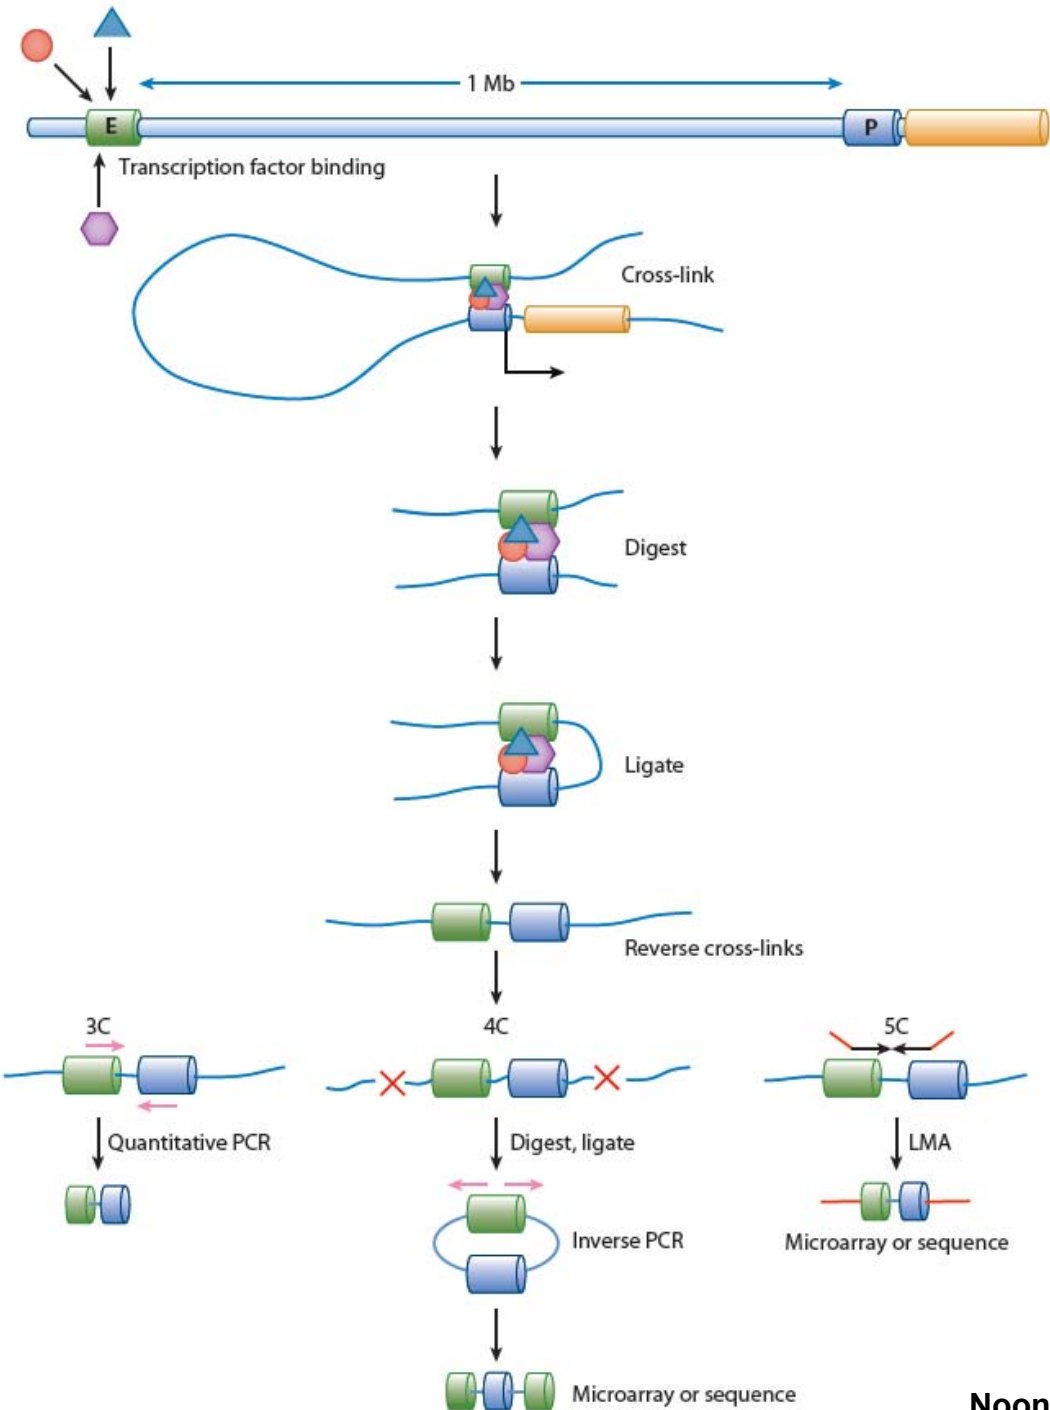 1 Mb
E
P
Transcription factor binding
Cross-link
Digest
Ligate
Reverse cross-links
3C
4C
5C
Quantitative PCR
Digest, ligate
LMA
Inverse PCR
Microarray or sequence
Microarray or sequence
Noon